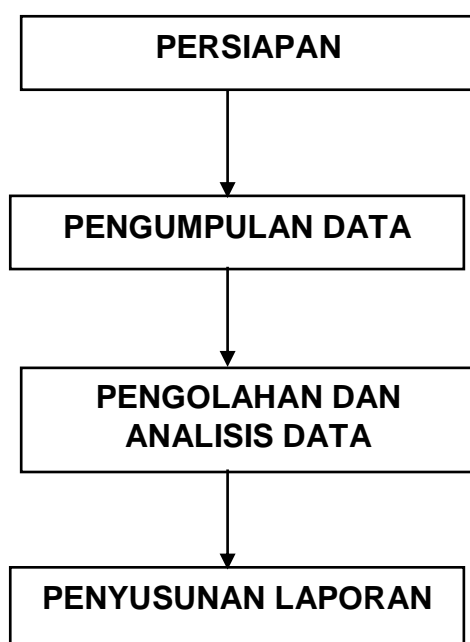 PERSIAPAN
PENGUMPULAN DATA
PENGOLAHAN DAN
ANALISIS DATA
PENYUSUNAN LAPORAN